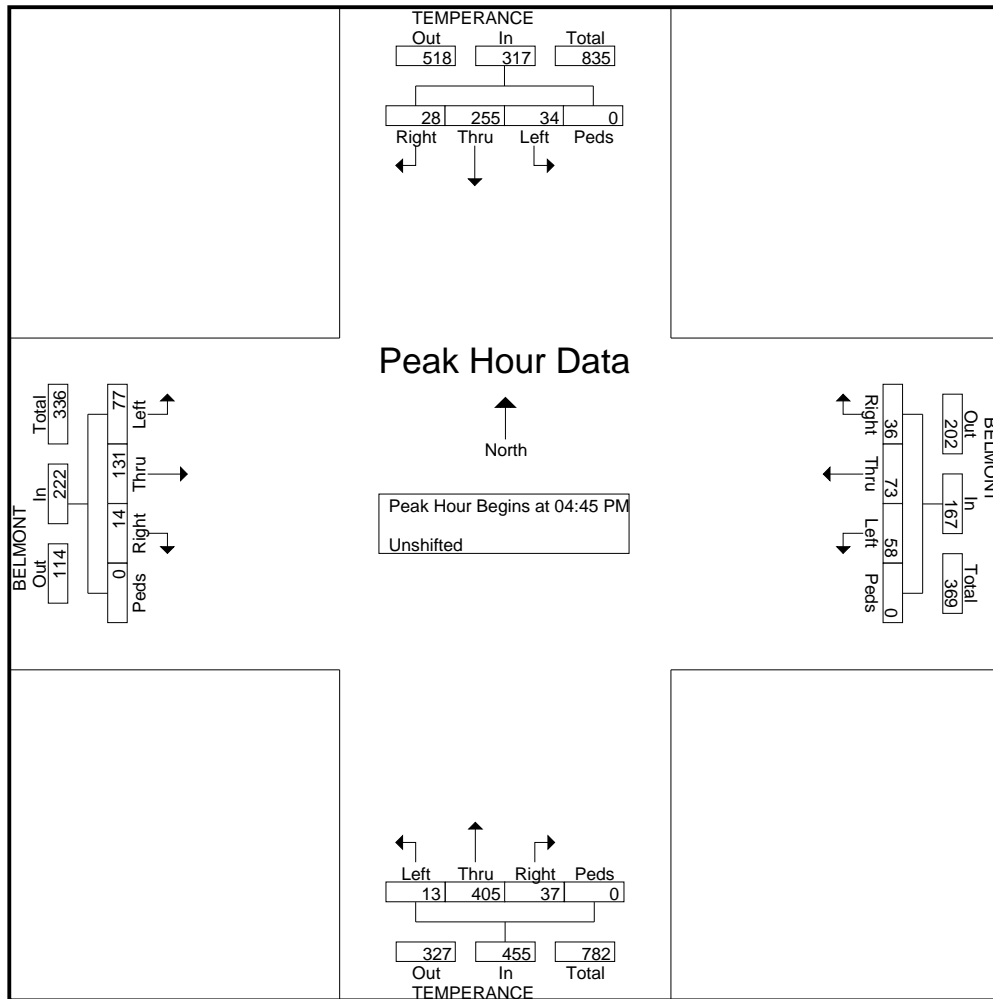 TEMPERANCE
Out In Total
518 317 835
28 255 34 0
Right Thru Left Peds
Peak Hour Data
North
Peak Hour Begins at 04:45 PM
Unshifted
BELMONT
Out In Total
114 222 336
77 131 14 0
Left Thru Right Peds
BELMONT
Out In Total
202 167 369
36 73 58 0
Right Thru Left Peds
Left Thru Right Peds
13 405 37 0
327 455 782
Out In Total
TEMPERANCE